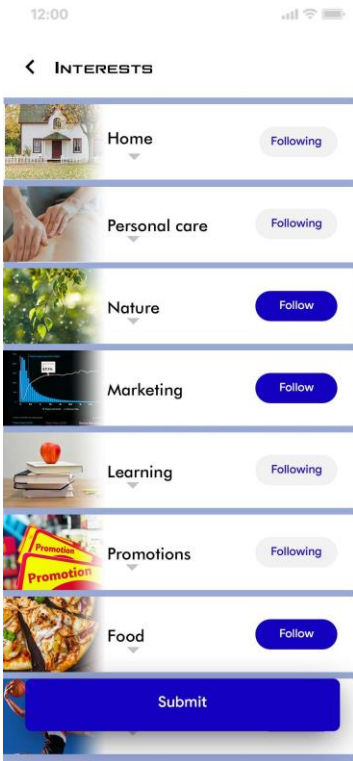 12:00
Interests
Home
Following
Personal care
Following
Nature
Follow
Marketing
Follow
Learning
Following
Promotion
Promotion
Promotions
Following
Food
Follow
Submit